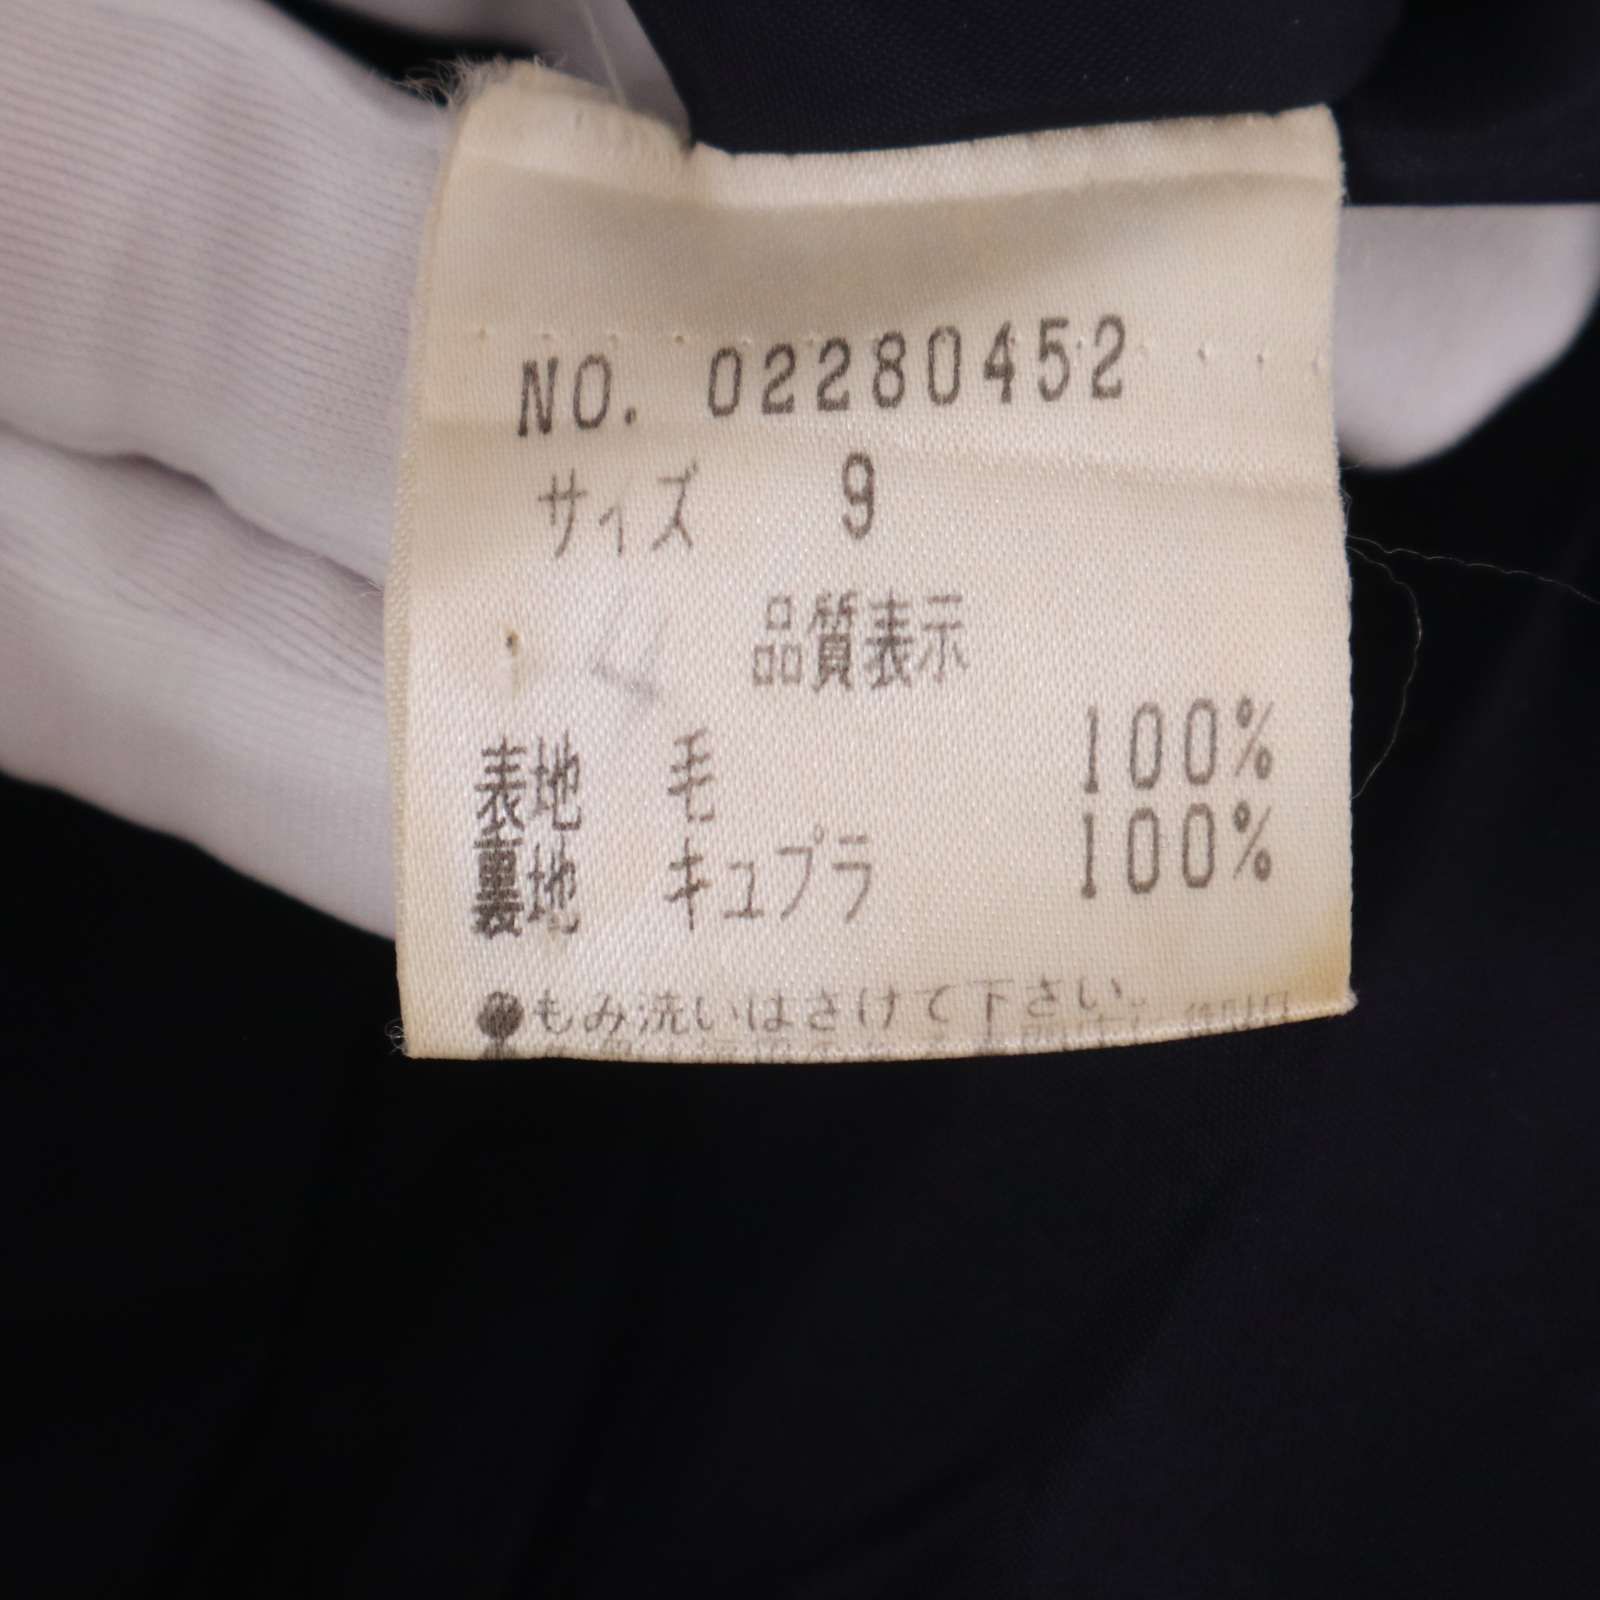 NO. 02280452
サイズ 9
品質表示
表地 毛 100%
裏地 キュプラ 100%
●もみ洗いはさけて下さい。